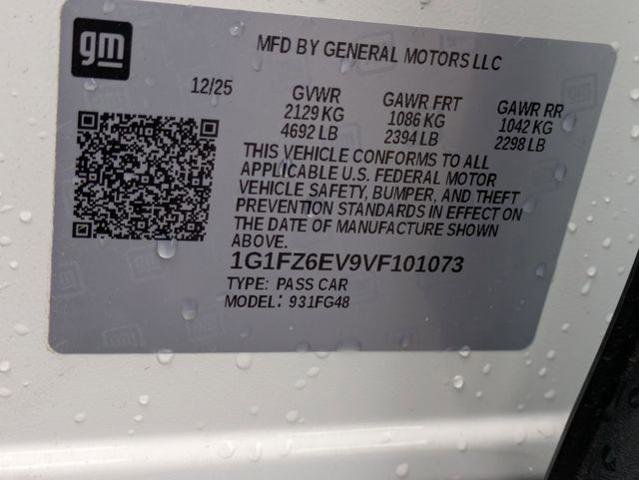 gm
MFD BY GENERAL MOTORS LLC
12/25
GVWR
2129 KG
4692 LB
GAWR FRT
1086 KG
2394 LB
GAWR RR
1042 KG
2298 LB
THIS VEHICLE CONFORMS TO ALL
APPLICABLE U.S. FEDERAL MOTOR
VEHICLE SAFETY, BUMPER, AND THEFT
PREVENTION STANDARDS IN EFFECT ON
THE DATE OF MANUFACTURE SHOWN
ABOVE.
1G1FZ6EV9VF101073
TYPE: PASS CAR
MODEL: 931FG48